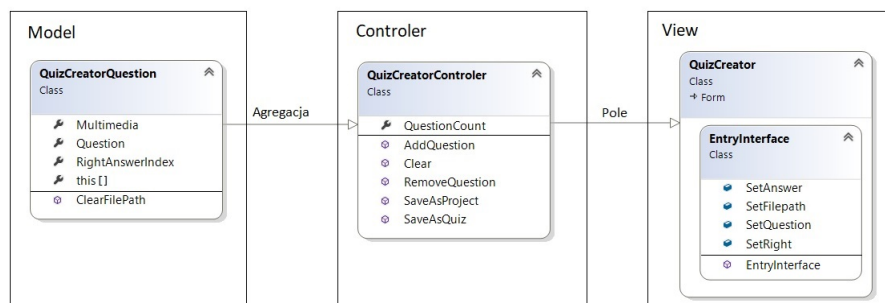 Model
QuizCreatorQuestion
Class
Multimedia
Question
RightAnswerIndex
this []
ClearFilePath
Agregacja
Controler
QuizCreatorControler
Class
QuestionCount
AddQuestion
Clear
RemoveQuestion
SaveAsProject
SaveAsQuiz
Pole
View
QuizCreator
Class
Form
EntryInterface
Class
SetAnswer
SetFilepath
SetQuestion
SetRight
EntryInterface